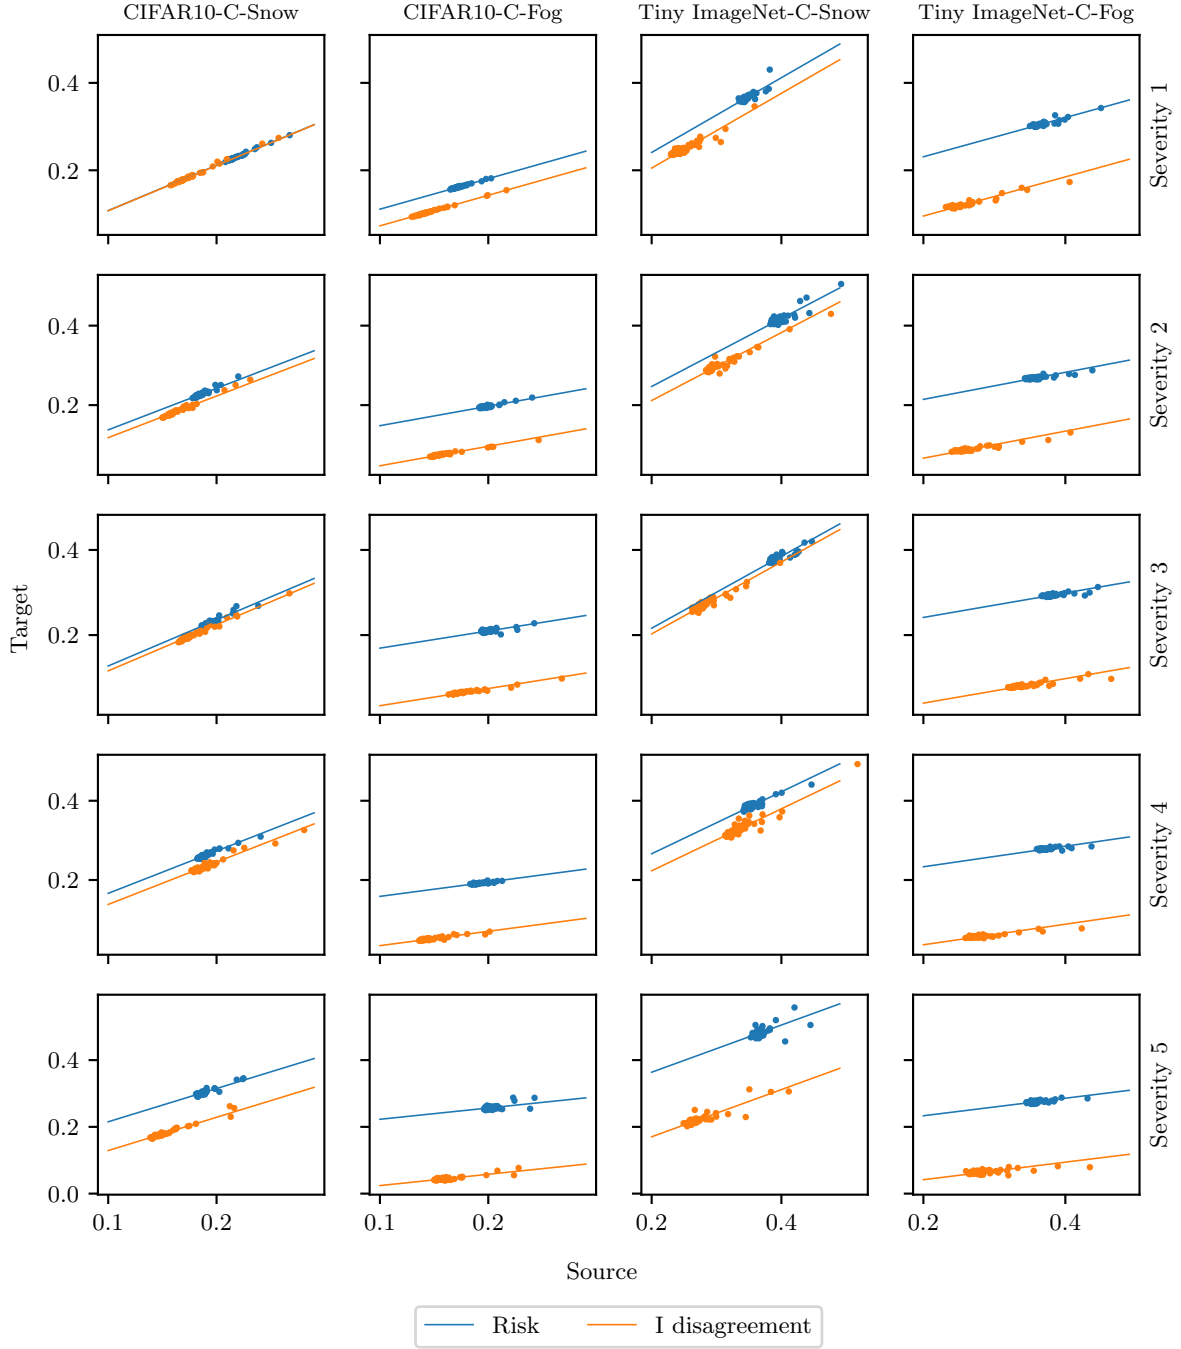 CIFAR10-C-Snow CIFAR10-C-Fog Tiny ImageNet-C-Snow Tiny ImageNet-C-Fog
0.4
0.2
Severity 1
0.4
0.2
Severity 2
0.4
0.2
Severity 3
Target
0.4
0.2
Severity 4
0.4
0.2
0.0
Severity 5
0.1 0.2 0.1 0.2 0.2 0.4 0.2 0.4
Source
Risk I disagreement